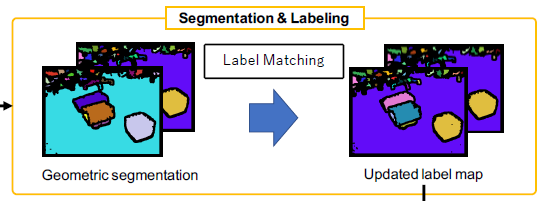 Segmentation & Labeling
Label Matching
Geometric segmentation
Updated label map